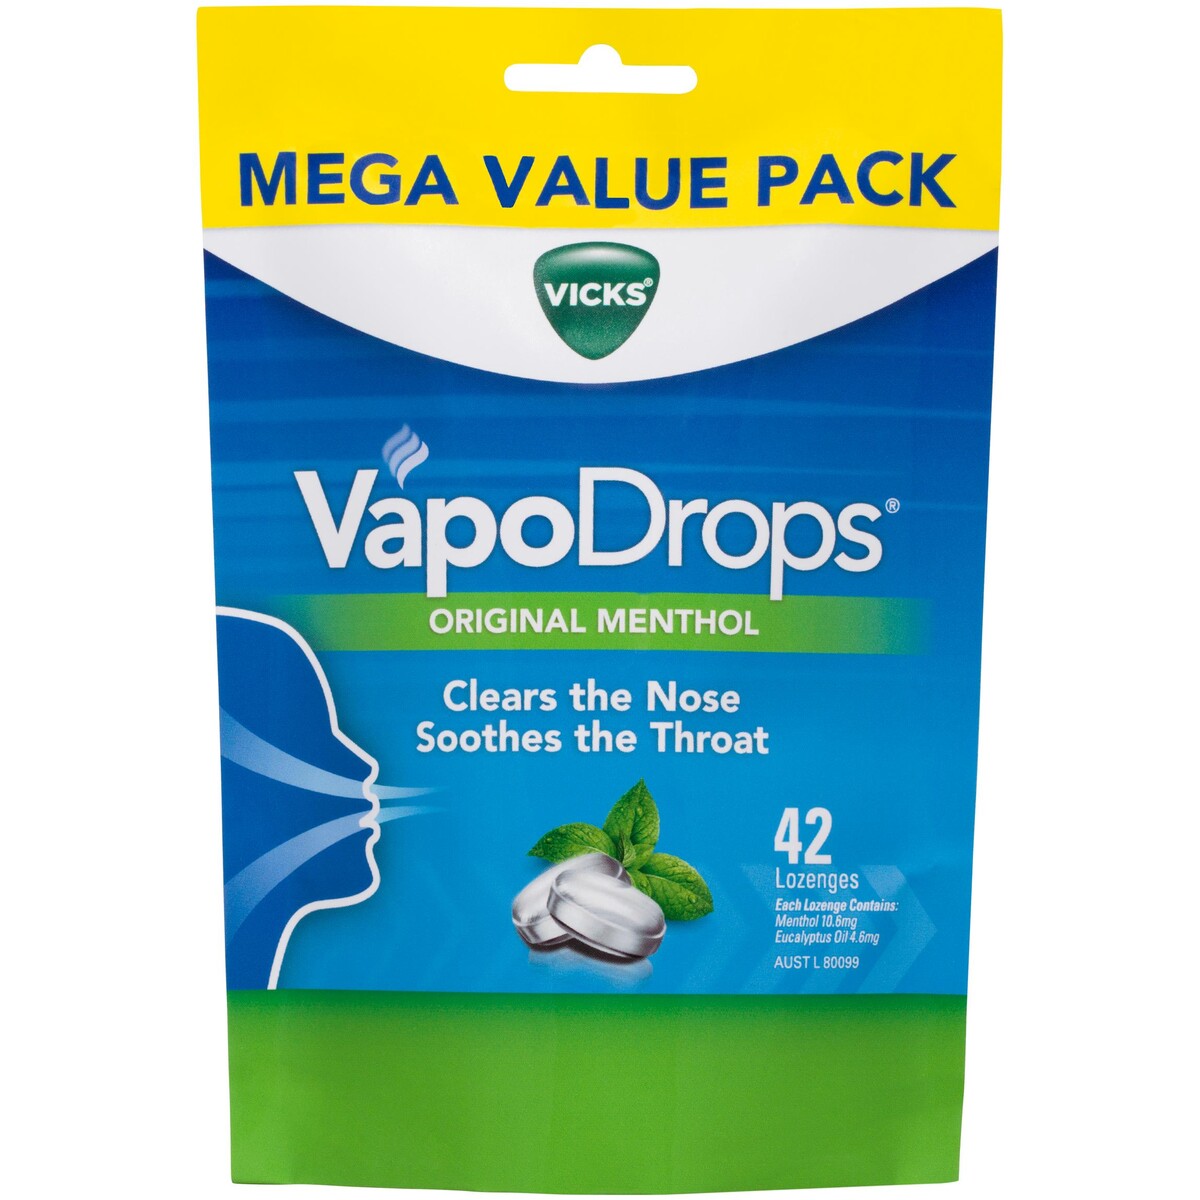 MEGA VALUE PACK
VICKS®
VapoDrops®
ORIGINAL MENTHOL
Clears the Nose
Soothes the Throat
42
Lozenges
Each Lozenge Contains:
Menthol 10.6mg
Eucalyptus Oil 4.6mg
AUST L 80099